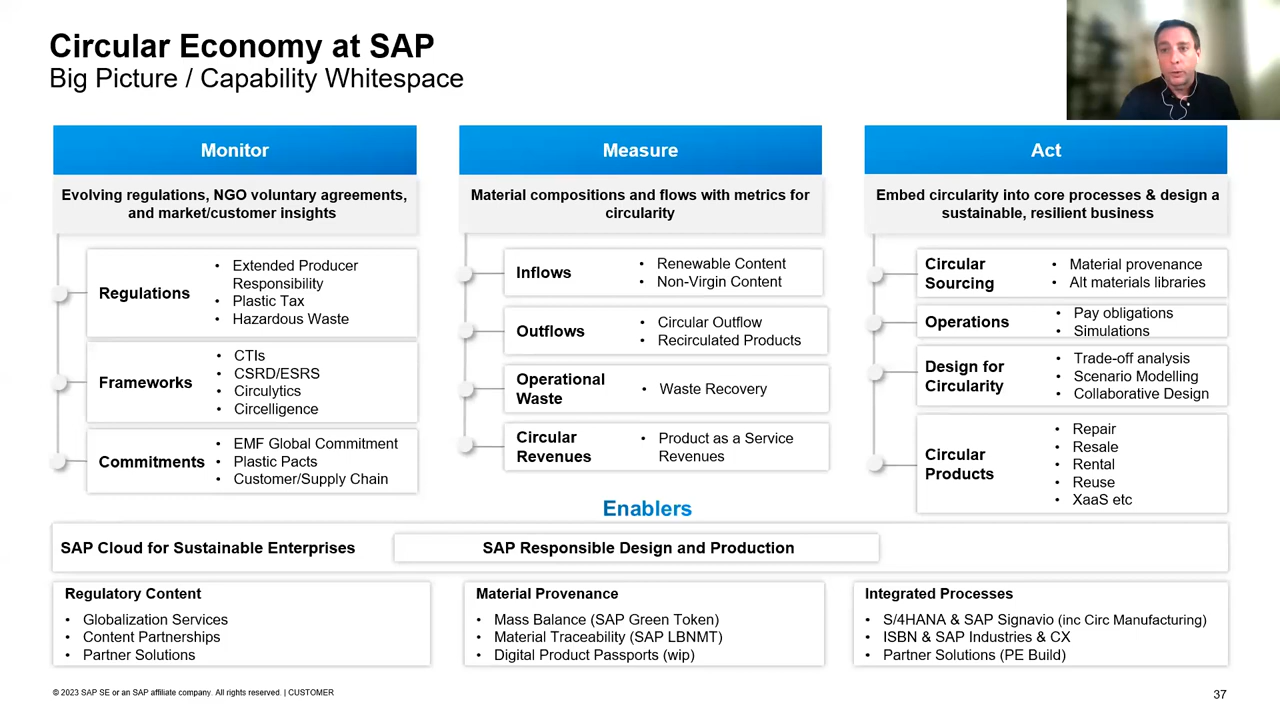 Circular Economy at SAP
Big Picture / Capability Whitespace
Monitor
Evolving regulations, NGO voluntary agreements,
and market/customer insights
Regulations
• Extended Producer
Responsibility
• Plastic Tax
• Hazardous Waste
Frameworks
• CTIs
• CSRD/ESRS
• Circulytics
• Circelligence
Commitments
• EMF Global Commitment
• Plastic Pacts
• Customer/Supply Chain
Measure
Material compositions and flows with metrics for
circularity
Inflows
• Renewable Content
• Non-Virgin Content
Outflows
• Circular Outflow
• Recirculated Products
Operational
Waste
• Waste Recovery
Circular
Revenues
• Product as a Service
Revenues
Act
Embed circularity into core processes & design a
sustainable, resilient business
Circular
Sourcing
• Material provenance
• Alt materials libraries
Operations
• Pay obligations
• Simulations
Design for
Circularity
• Trade-off analysis
• Scenario Modelling
• Collaborative Design
Circular
Products
• Repair
• Resale
• Rental
• Reuse
• XaaS etc
Enablers
SAP Cloud for Sustainable Enterprises
SAP Responsible Design and Production
Regulatory Content
• Globalization Services
• Content Partnerships
• Partner Solutions
Material Provenance
• Mass Balance (SAP Green Token)
• Material Traceability (SAP LBNMT)
• Digital Product Passports (wip)
Integrated Processes
• S/4HANA & SAP Signavio (inc Circ Manufacturing)
• ISBN & SAP Industries & CX
• Partner Solutions (PE Build)
© 2023 SAP SE or an SAP affiliate company. All rights reserved. | CUSTOMER
37